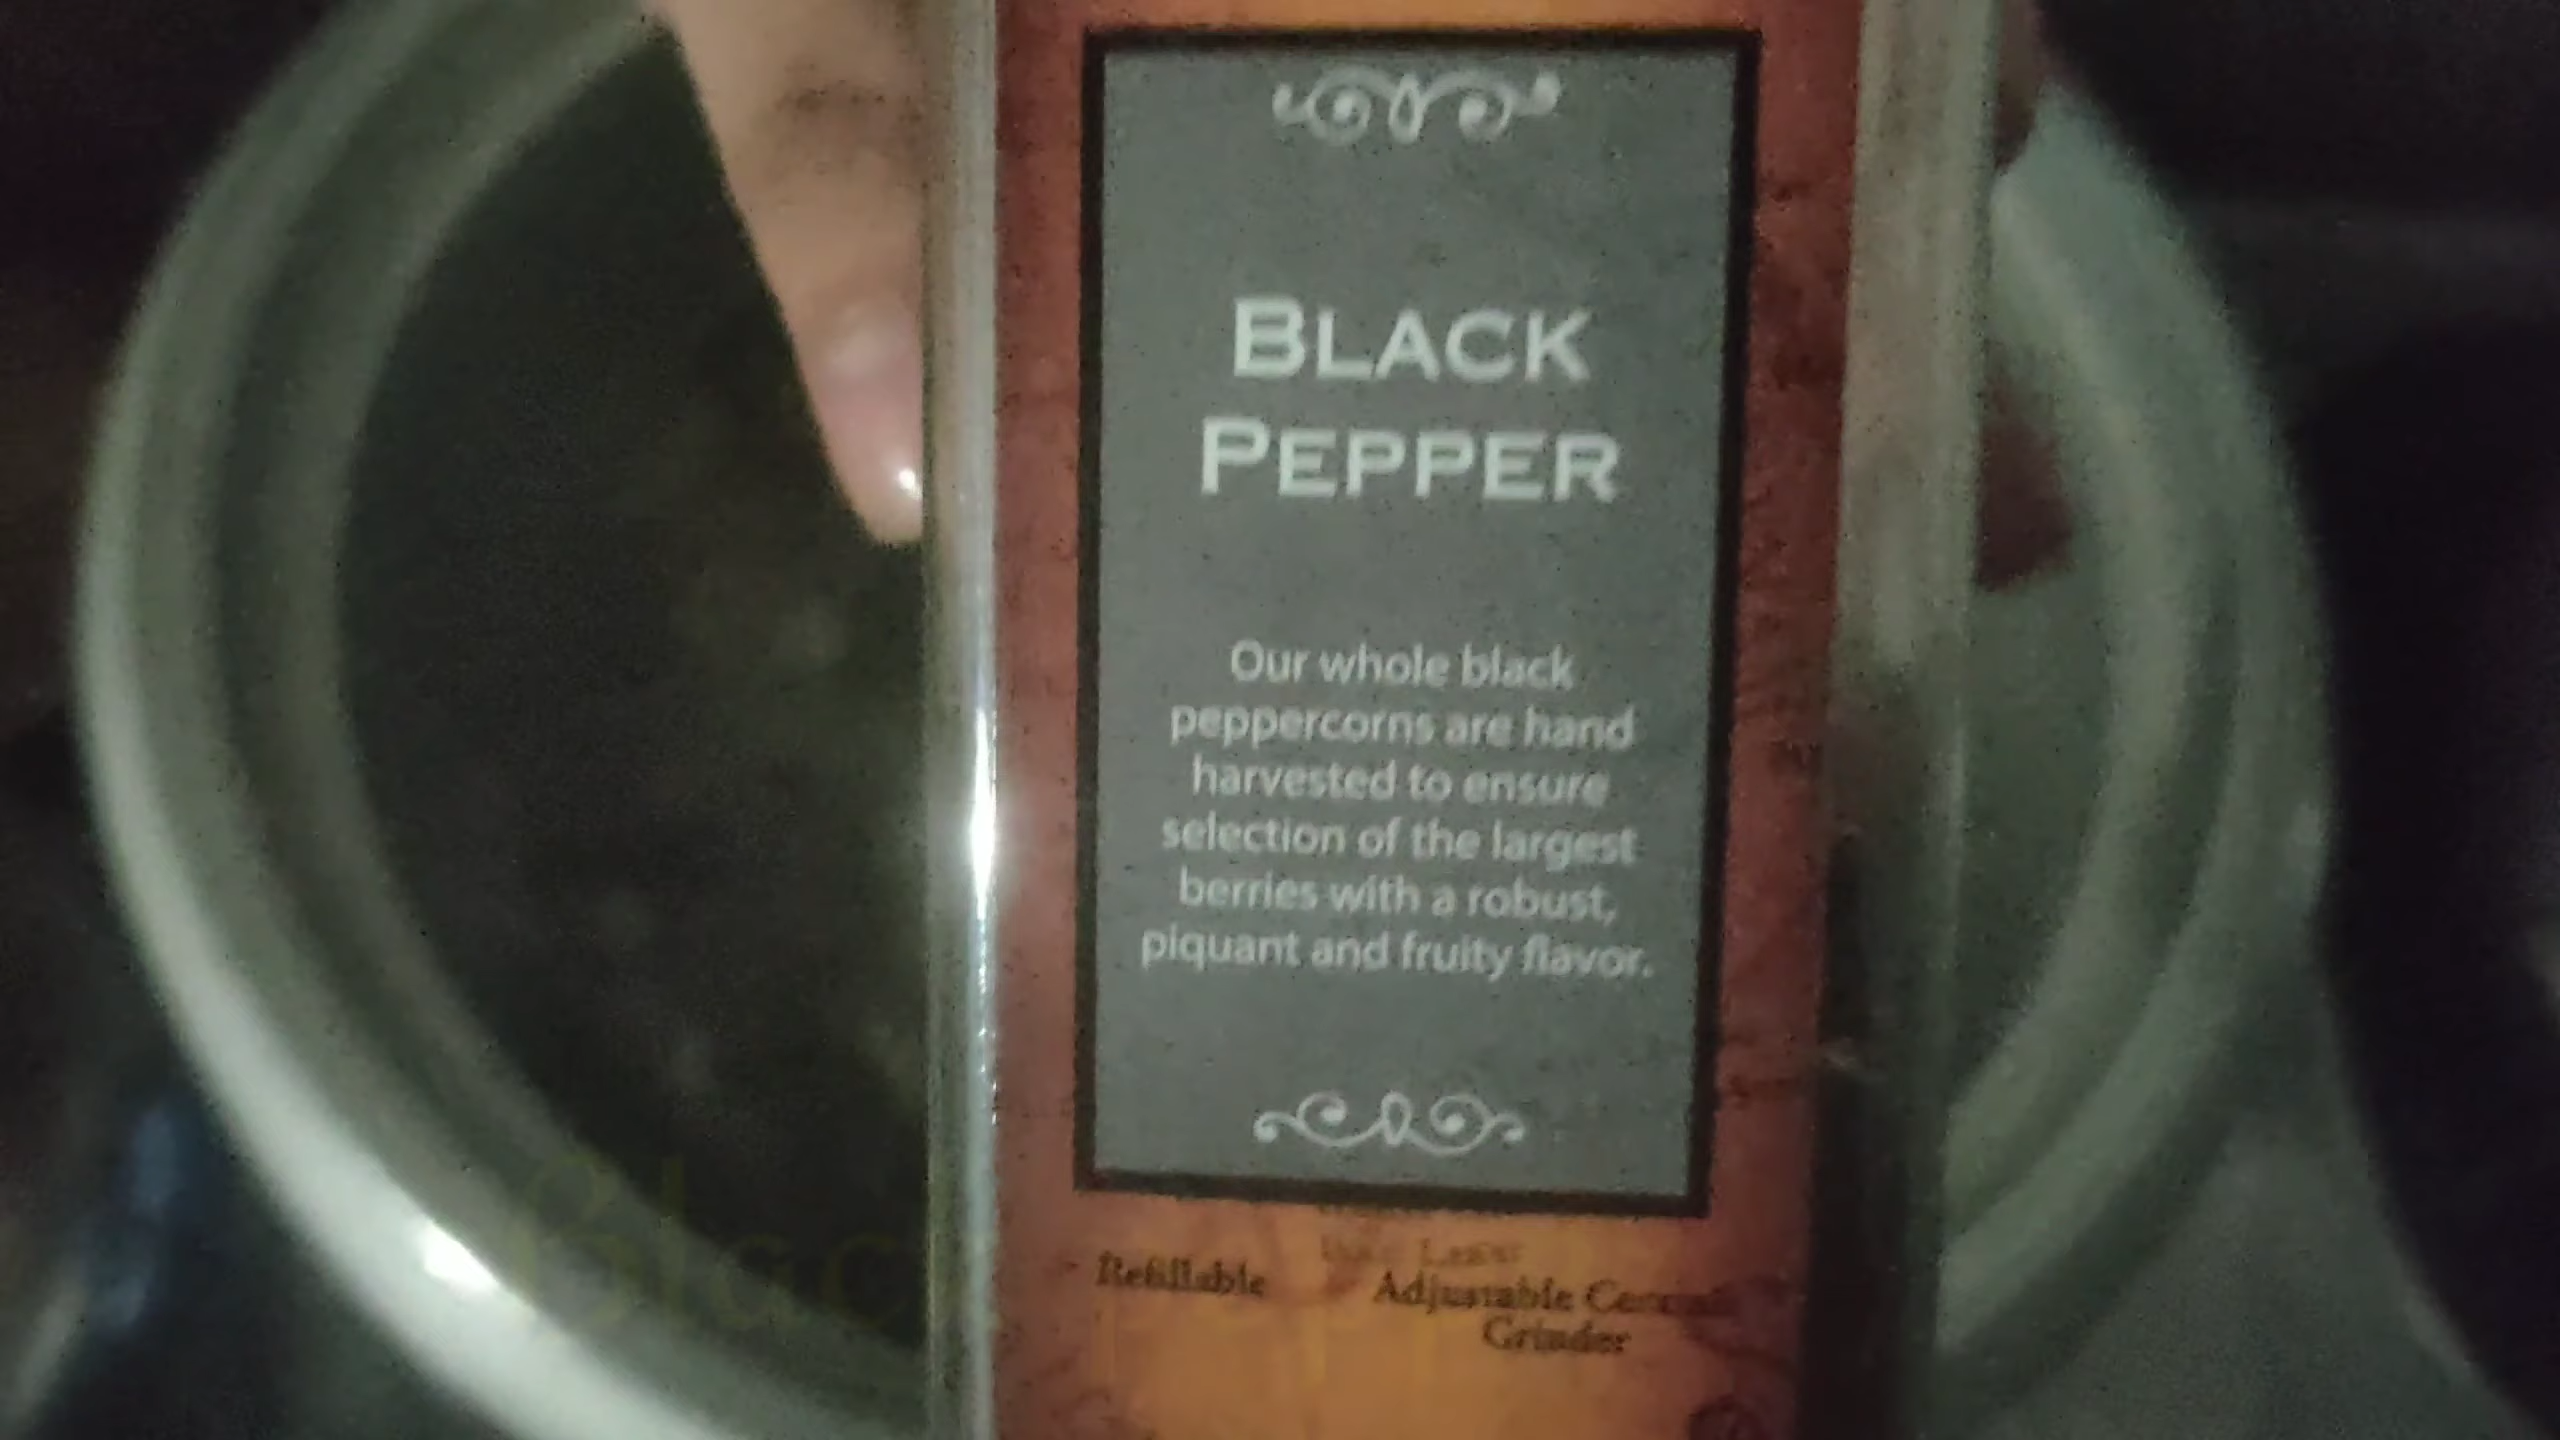 BLACK
PEPPER
Our whole black
peppercorns are hand
harvested to ensure
selection of the largest
berries with a robust,
piquant and fruity flavor.
Refillable
Adjustable
Grinder